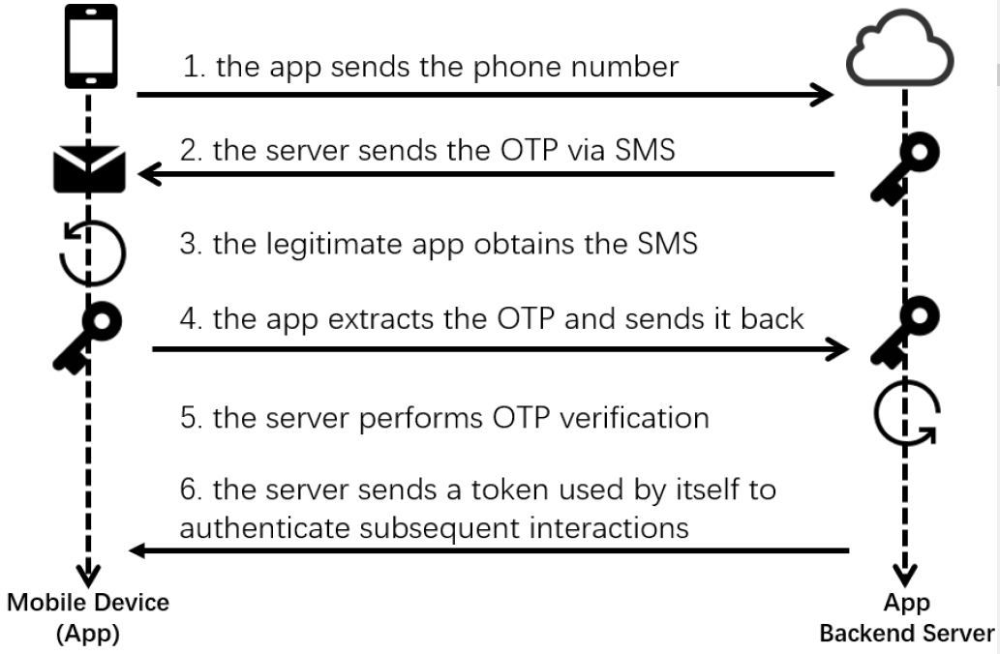 1. the app sends the phone number
2. the server sends the OTP via SMS
3. the legitimate app obtains the SMS
4. the app extracts the OTP and sends it back
5. the server performs OTP verification
6. the server sends a token used by itself to
authenticate subsequent interactions
Mobile Device
(App)
App
Backend Server